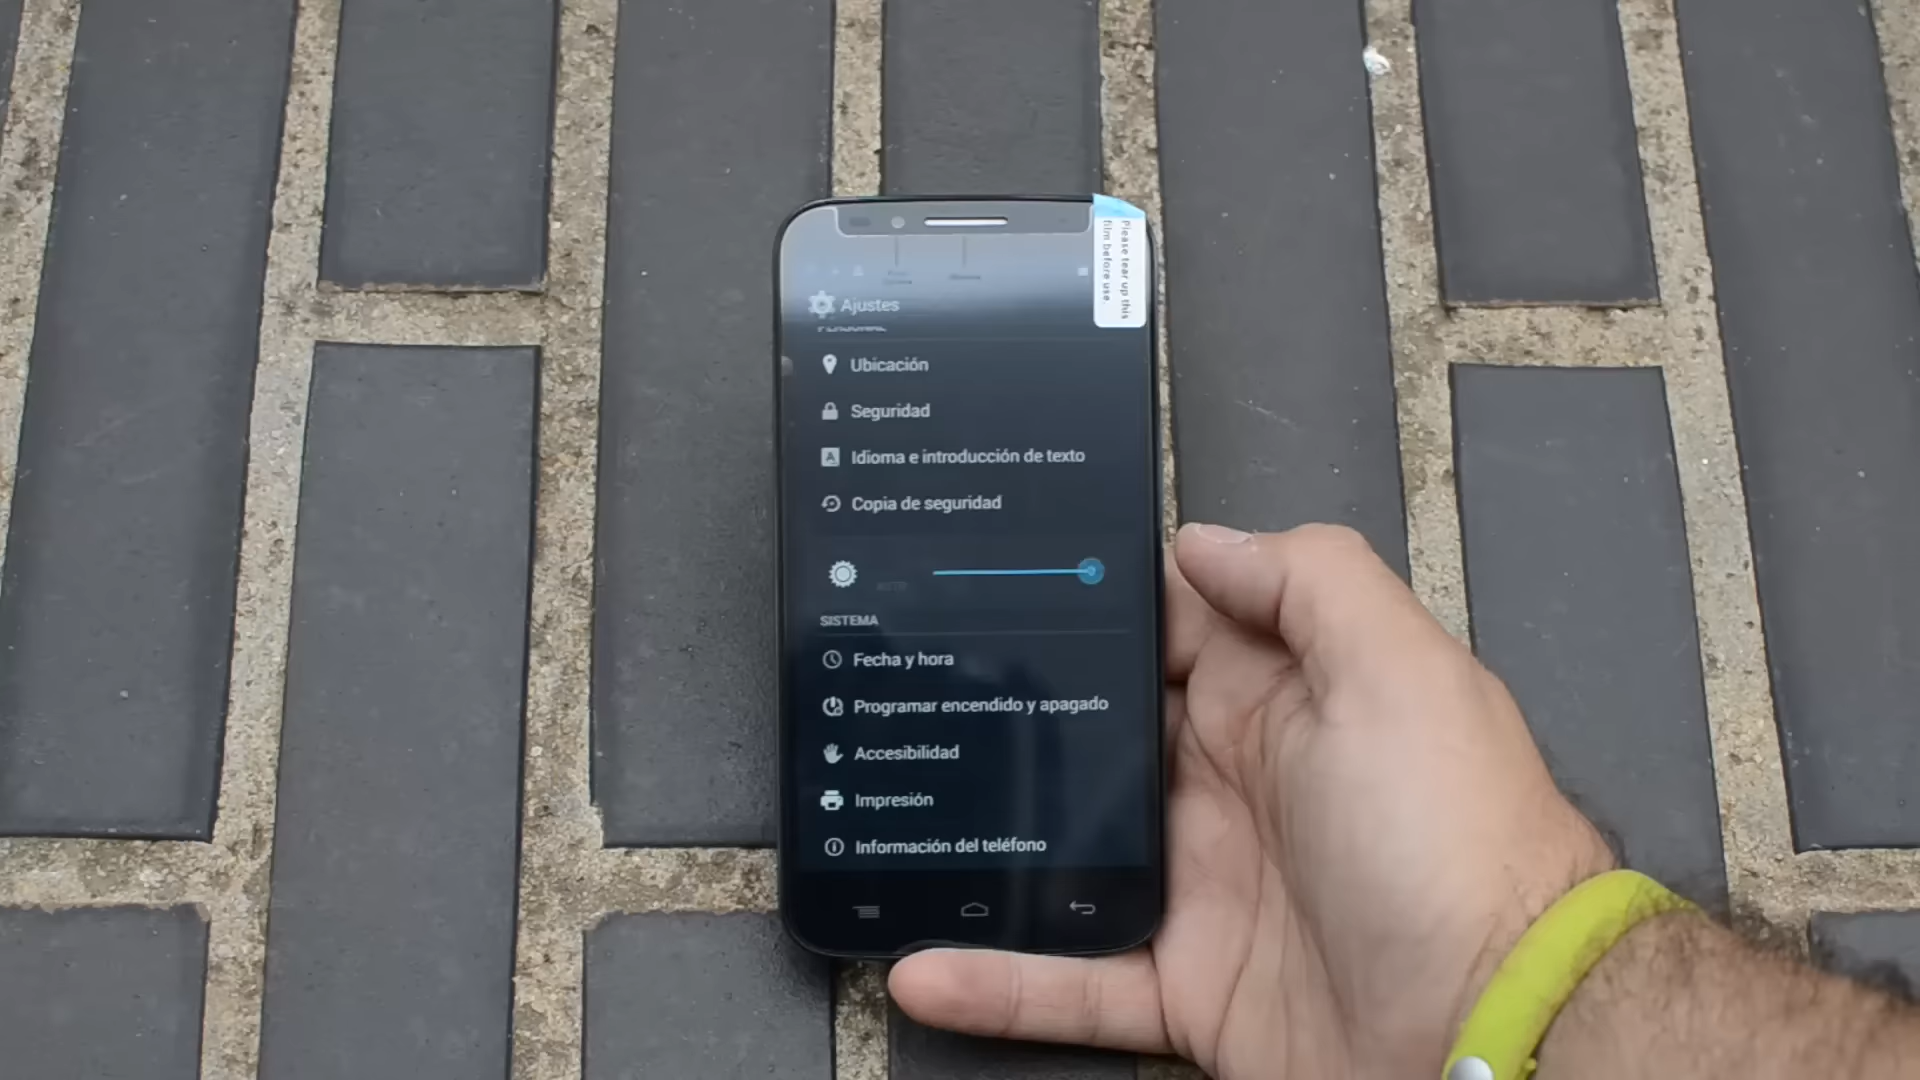 Please tear up this
film before use.
Ajustes
PERSONAL
Ubicación
Seguridad
Idioma e introducción de texto
Copia de seguridad
SISTEMA
Fecha y hora
Programar encendido y apagado
Accesibilidad
Impresión
Información del teléfono